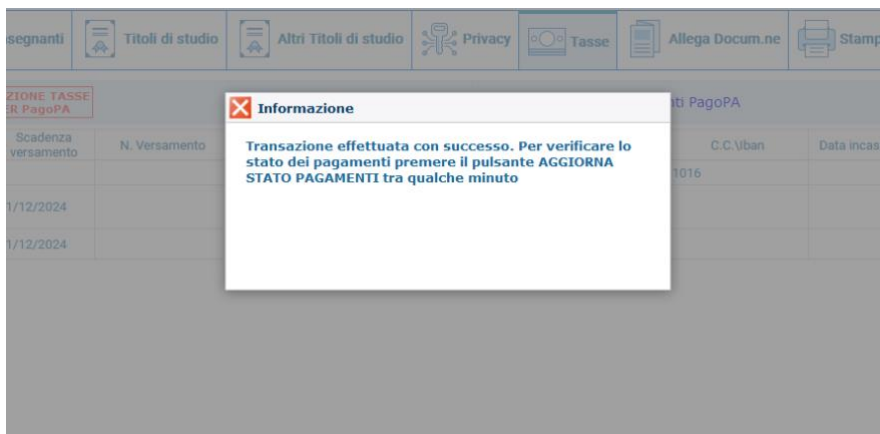 segnanti
Titoli di studio
Altri Titoli di studio
Privacy
Tasse
Allega Docum.ne
Stamp
ZIONE TASSE
ER PagoPA
Informazione
nti PagoPA
Scadenza
versamento
N. Versamento
C.C.\Iban
Data incas
Transazione effettuata con successo. Per verificare lo
stato dei pagamenti premere il pulsante AGGIORNA
STATO PAGAMENTI tra qualche minuto
1016
1/12/2024
1/12/2024